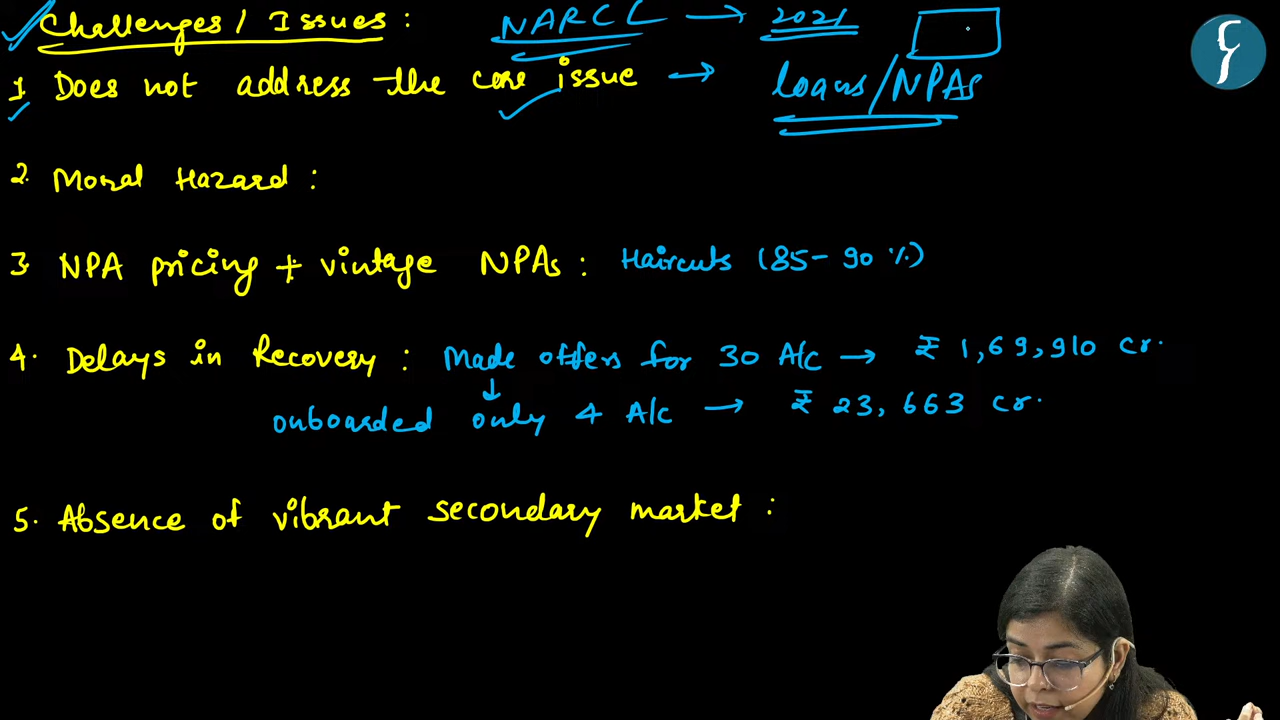 Challenges / Issues : NARCL → 2021
1 Does not address the core issue → loans/NPAs
2. Moral Hazard :
3. NPA pricing + vintage NPAs : Haircuts (85-90 %)
4. Delays in Recovery : Made offers for 30 A/c → ₹ 1,69,910 cr.
↓
onboarded only 4 A/c → ₹ 23,663 cr.
5. Absence of vibrant secondary market :